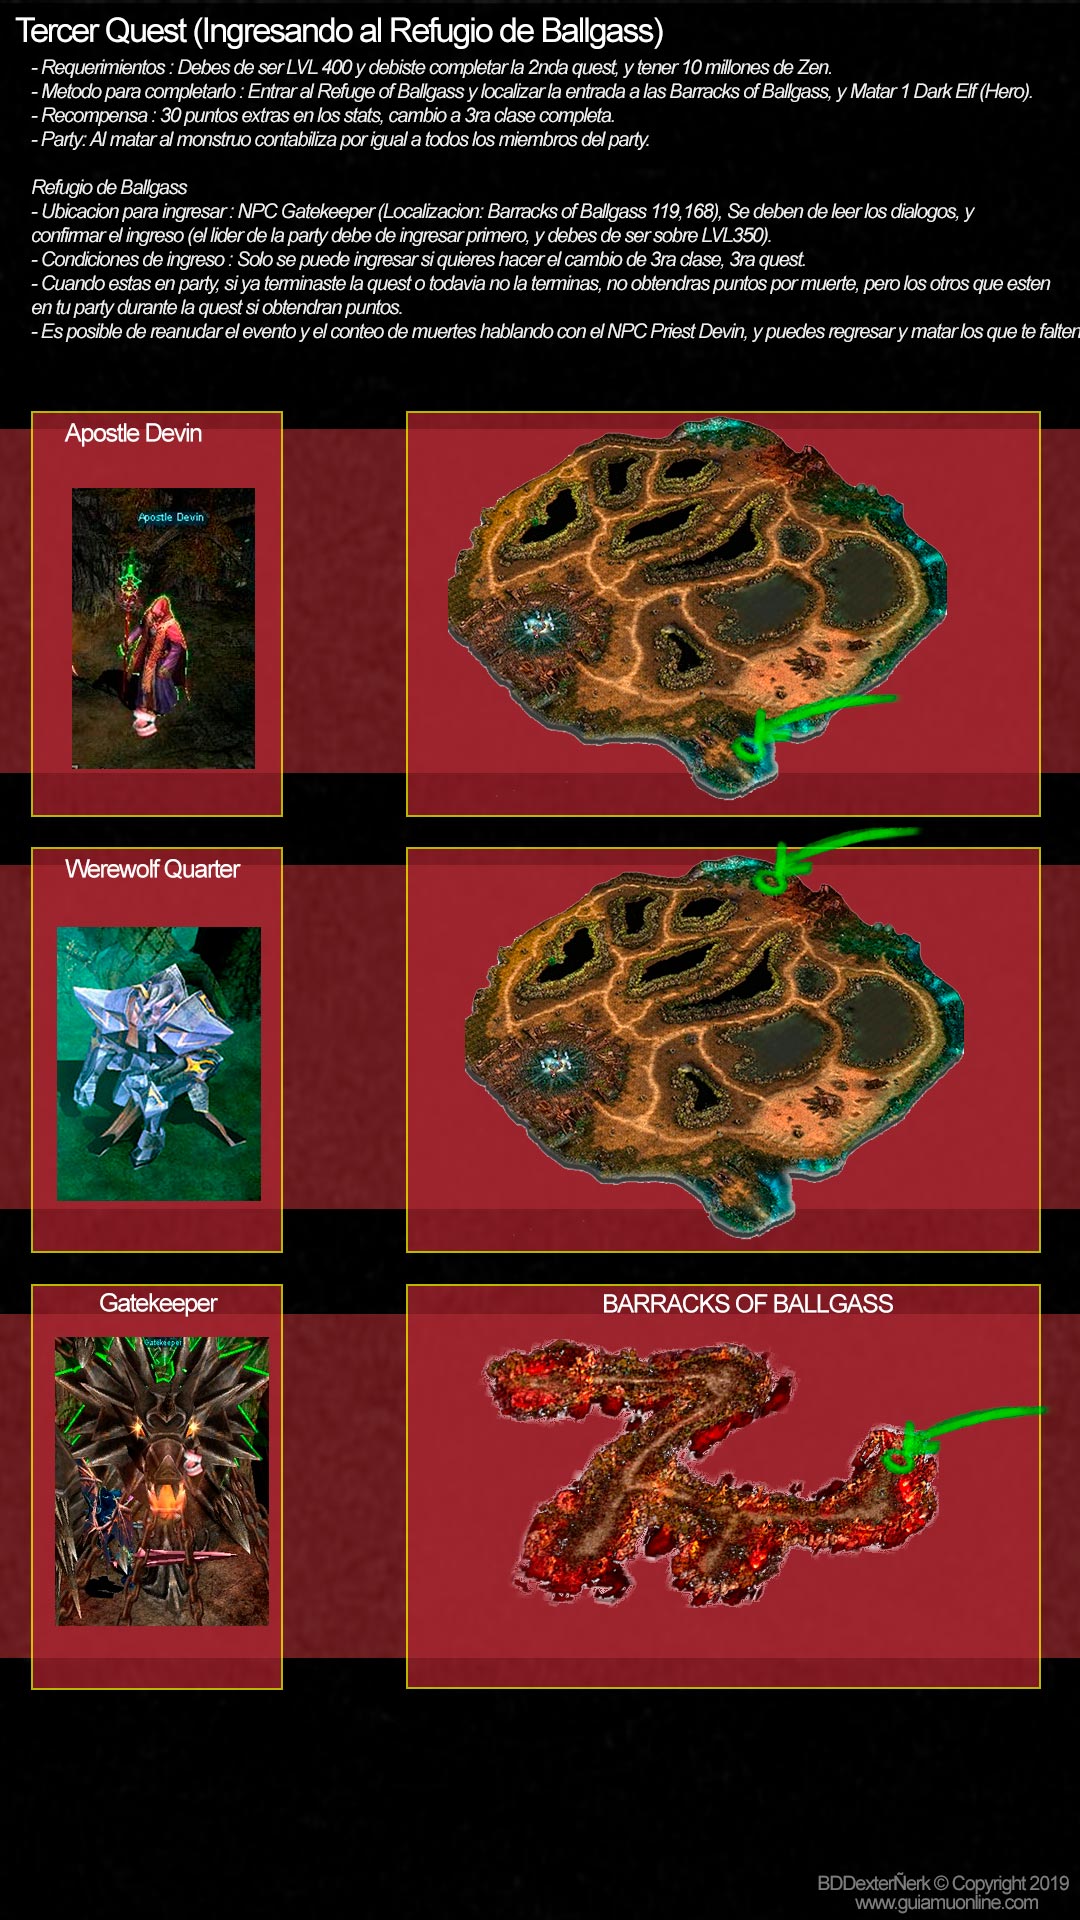 Tercer Quest (Ingresando al Refugio de Ballgass)
- Requerimientos : Debes de ser LVL 400 y debiste completar la 2nda quest, y tener 10 millones de Zen.
- Metodo para completarlo : Entrar al Refuge of Ballgass y localizar la entrada a las Barracks of Ballgass, y Matar 1 Dark Elf (Hero).
- Recompensa : 30 puntos extras en los stats, cambio a 3ra clase completa.
- Party: Al matar al monstruo contabiliza por igual a todos los miembros del party.
Refugio de Ballgass
- Ubicacion para ingresar : NPC Gatekeeper (Localizacion: Barracks of Ballgass 119,168), Se deben de leer los dialogos, y
confirmar el ingreso (el lider de la party debe de ingresar primero, y debes de ser sobre LVL350).
- Condiciones de ingreso : Solo se puede ingresar si quieres hacer el cambio de 3ra clase, 3ra quest.
- Cuando estas en party, si ya terminaste la quest o todavia no la terminas, no obtendras puntos por muerte, pero los otros que esten
en tu party durante la quest si obtendran puntos.
- Es posible de reanudar el evento y el conteo de muertes hablando con el NPC Priest Devin, y puedes regresar y matar los que te falten
Apostle Devin
Apostle Devin
Werewolf Quarter
Gatekeeper
Gatekeeper
BARRACKS OF BALLGASS
BDDexterÑerk © Copyright 2019
www.guiamuonline.com